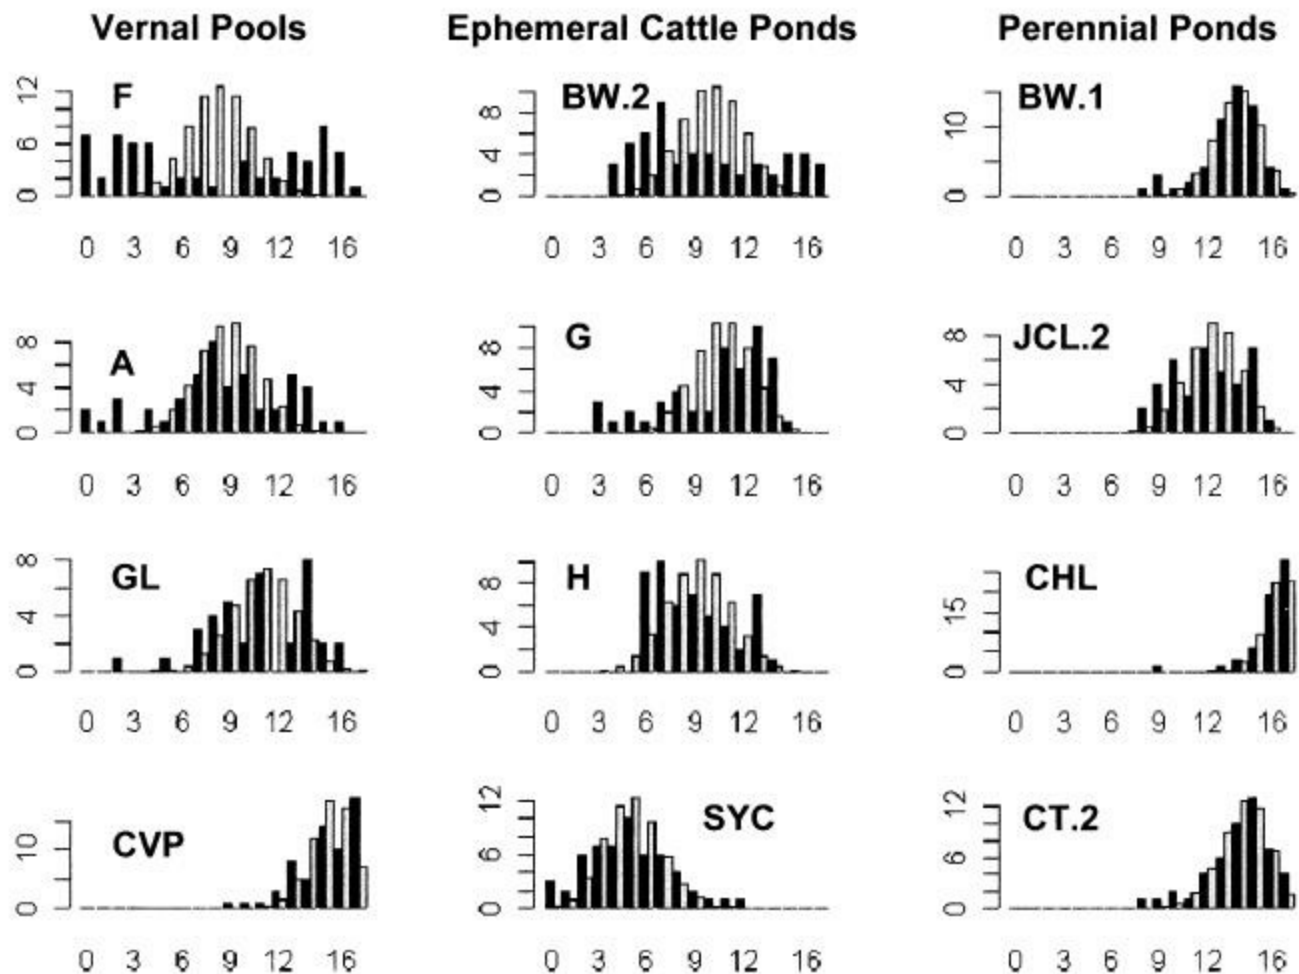 Vernal Pools Ephemeral Cattle Ponds Perennial Ponds
12 6 0 F
0 3 6 9 12 16
8 4 0 BW.2
0 3 6 9 12 16
10 0 BW.1
0 3 6 9 12 16
8 4 0 A
0 3 6 9 12 16
8 4 0 G
0 3 6 9 12 16
8 4 0 JCL.2
0 3 6 9 12 16
8 4 0 GL
0 3 6 9 12 16
8 4 0 H
0 3 6 9 12 16
15 0 CHL
0 3 6 9 12 16
10 0 CVP
0 3 6 9 12 16
12 6 0 SYC
0 3 6 9 12 16
12 6 0 CT.2
0 3 6 9 12 16